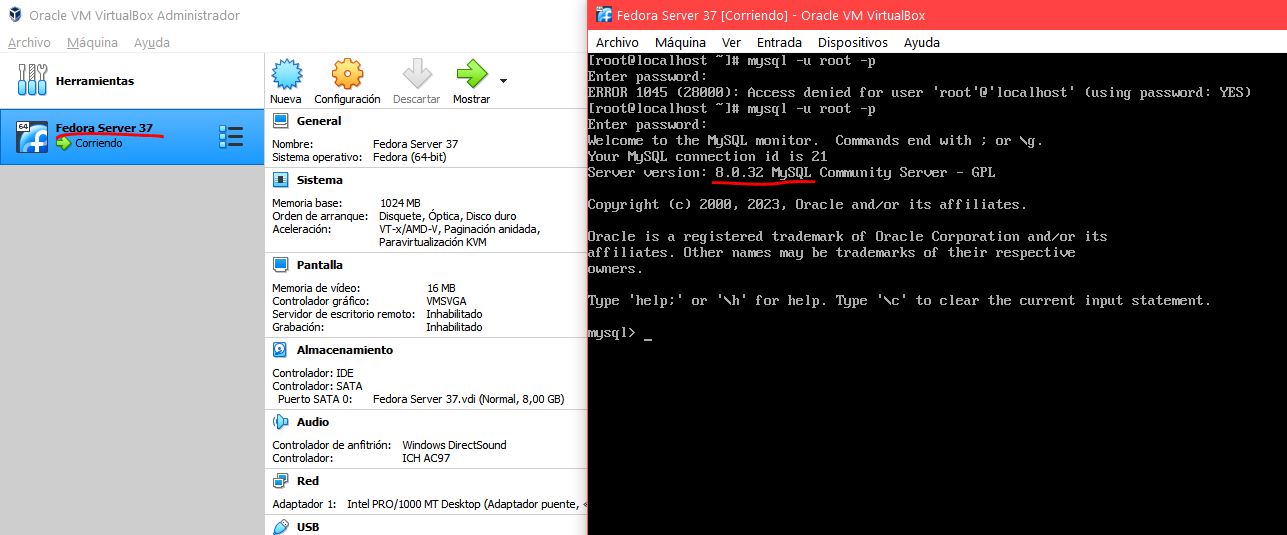 Oracle VM VirtualBox Administrador
Archivo Máquina Ayuda
Herramientas
64
Fedora Server 37
Corriendo
Nueva Configuración Descartar Mostrar
General
Nombre: Fedora Server 37
Sistema operativo: Fedora (64-bit)
Sistema
Memoria base: 1024 MB
Orden de arranque: Disquete, Óptica, Disco duro
Aceleración: VT-x/AMD-V, Paginación anidada,
Paravirtualización KVM
Pantalla
Memoria de vídeo: 16 MB
Controlador gráfico: VMSVGA
Servidor de escritorio remoto: Inhabilitado
Grabación: Inhabilitado
Almacenamiento
Controlador: IDE
Controlador: SATA
Puerto SATA 0: Fedora Server 37.vdi (Normal, 8,00 GB)
Audio
Controlador de anfitrión: Windows DirectSound
Controlador: ICH AC97
Red
Adaptador 1: Intel PRO/1000 MT Desktop (Adaptador puente, «
USB
Fedora Server 37 [Corriendo] - Oracle VM VirtualBox
Archivo Máquina Ver Entrada Dispositivos Ayuda
[root@localhost ~]# mysql -u root -p
Enter password:
ERROR 1045 (28000): Access denied for user 'root'@'localhost' (using password: YES)
[root@localhost ~]# mysql -u root -p
Enter password:
Welcome to the MySQL monitor.  Commands end with ; or \g.
Your MySQL connection id is 21
Server version: 8.0.32 MySQL Community Server - GPL
Copyright (c) 2000, 2023, Oracle and/or its affiliates.
Oracle is a registered trademark of Oracle Corporation and/or its
affiliates. Other names may be trademarks of their respective
owners.
Type 'help;' or '\h' for help. Type '\c' to clear the current input statement.
mysql> _